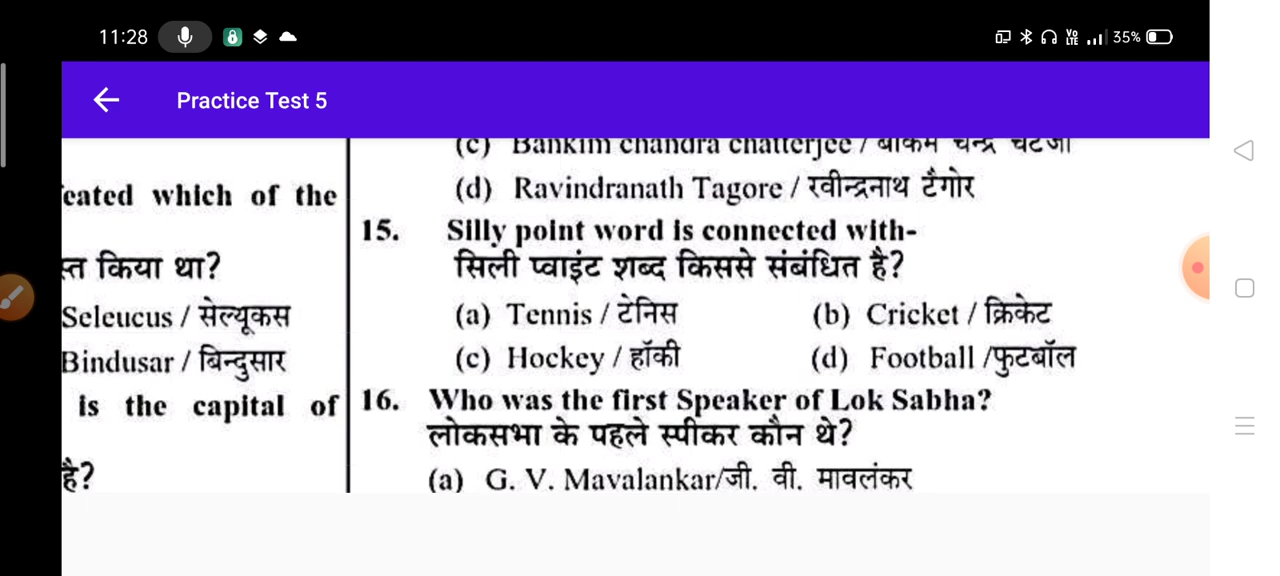 11:28
Vo LTE 35%
Practice Test 5
eated which of the
स्त किया था?
Seleucus / सेल्यूकस
Bindusar / बिन्दुसार
is the capital of
है?
(c) Bankim chandra chatterjee / बंकिम चन्द्र चटर्जी
(d) Ravindranath Tagore / रवीन्द्रनाथ टैगोर
15. Silly point word is connected with-
सिली प्वाइंट शब्द किससे संबंधित है?
(a) Tennis / टेनिस (b) Cricket / क्रिकेट
(c) Hockey / हॉकी (d) Football /फुटबॉल
16. Who was the first Speaker of Lok Sabha?
लोकसभा के पहले स्पीकर कौन थे?
(a) G. V. Mavalankar/जी. वी. मावलंकर